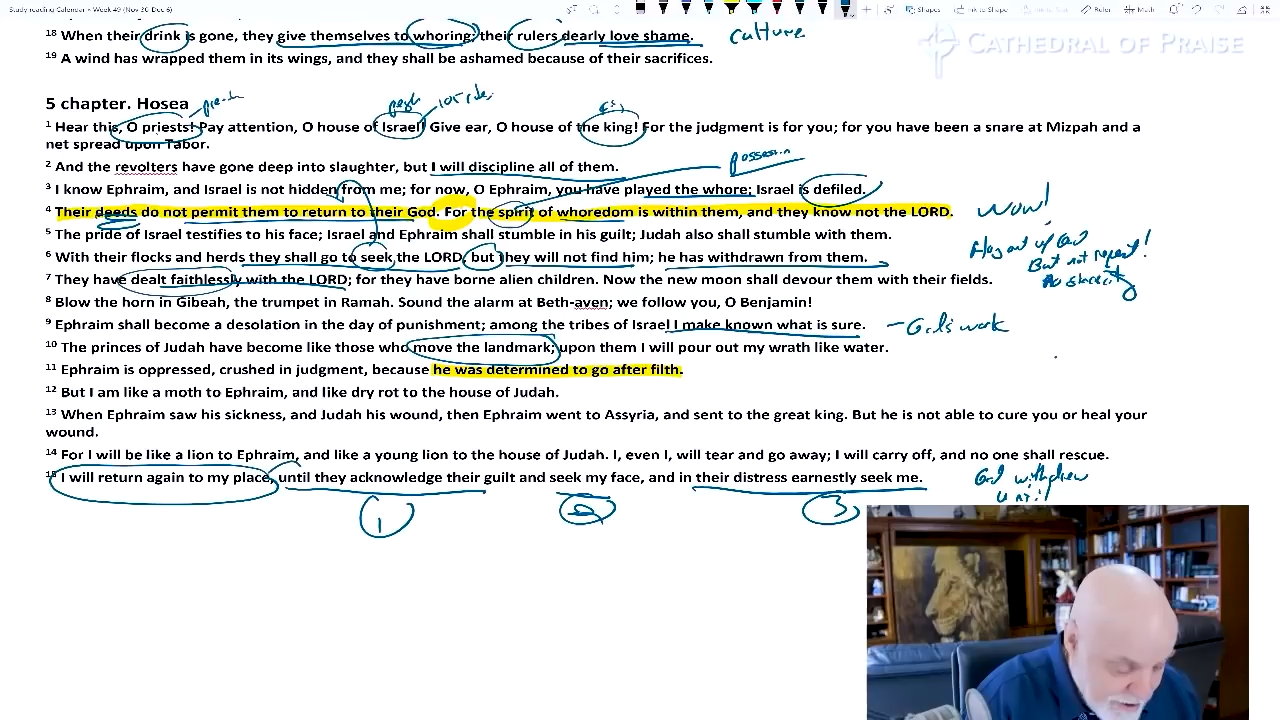 Study reading Calendar • Week 49 (Nov 30-Dec 6)
Shapes Ink to Shape Ruler Math
CATHEDRAL OF PRAISE
18 When their drink is gone, they give themselves to whoring; their rulers dearly love shame. culture
19 A wind has wrapped them in its wings, and they shall be ashamed because of their sacrifices.
5 chapter. Hosea
1 Hear this, O priests! Pay attention, O house of Israel! Give ear, O house of the king! For the judgment is for you; for you have been a snare at Mizpah and a
net spread upon Tabor.
2 And the revolters have gone deep into slaughter, but I will discipline all of them.
possession
3 I know Ephraim, and Israel is not hidden from me; for now, O Ephraim, you have played the whore; Israel is defiled.
4 Their deeds do not permit them to return to their God. For the spirit of whoredom is within them, and they know not the LORD. Wow!
5 The pride of Israel testifies to his face; Israel and Ephraim shall stumble in his guilt; Judah also shall stumble with them.
6 With their flocks and herds they shall go to seek the LORD, but they will not find him; he has withdrawn from them.
But not repent!
7 They have dealt faithlessly with the LORD; for they have borne alien children. Now the new moon shall devour them with their fields.
8 Blow the horn in Gibeah, the trumpet in Ramah. Sound the alarm at Beth-aven; we follow you, O Benjamin!
9 Ephraim shall become a desolation in the day of punishment; among the tribes of Israel I make known what is sure. - God's work
10 The princes of Judah have become like those who move the landmark; upon them I will pour out my wrath like water.
11 Ephraim is oppressed, crushed in judgment, because he was determined to go after filth.
12 But I am like a moth to Ephraim, and like dry rot to the house of Judah.
13 When Ephraim saw his sickness, and Judah his wound, then Ephraim went to Assyria, and sent to the great king. But he is not able to cure you or heal your
wound.
14 For I will be like a lion to Ephraim, and like a young lion to the house of Judah. I, even I, will tear and go away; I will carry off, and no one shall rescue.
15 I will return again to my place, until they acknowledge their guilt and seek my face, and in their distress earnestly seek me. God withdrew
until
1 2 3